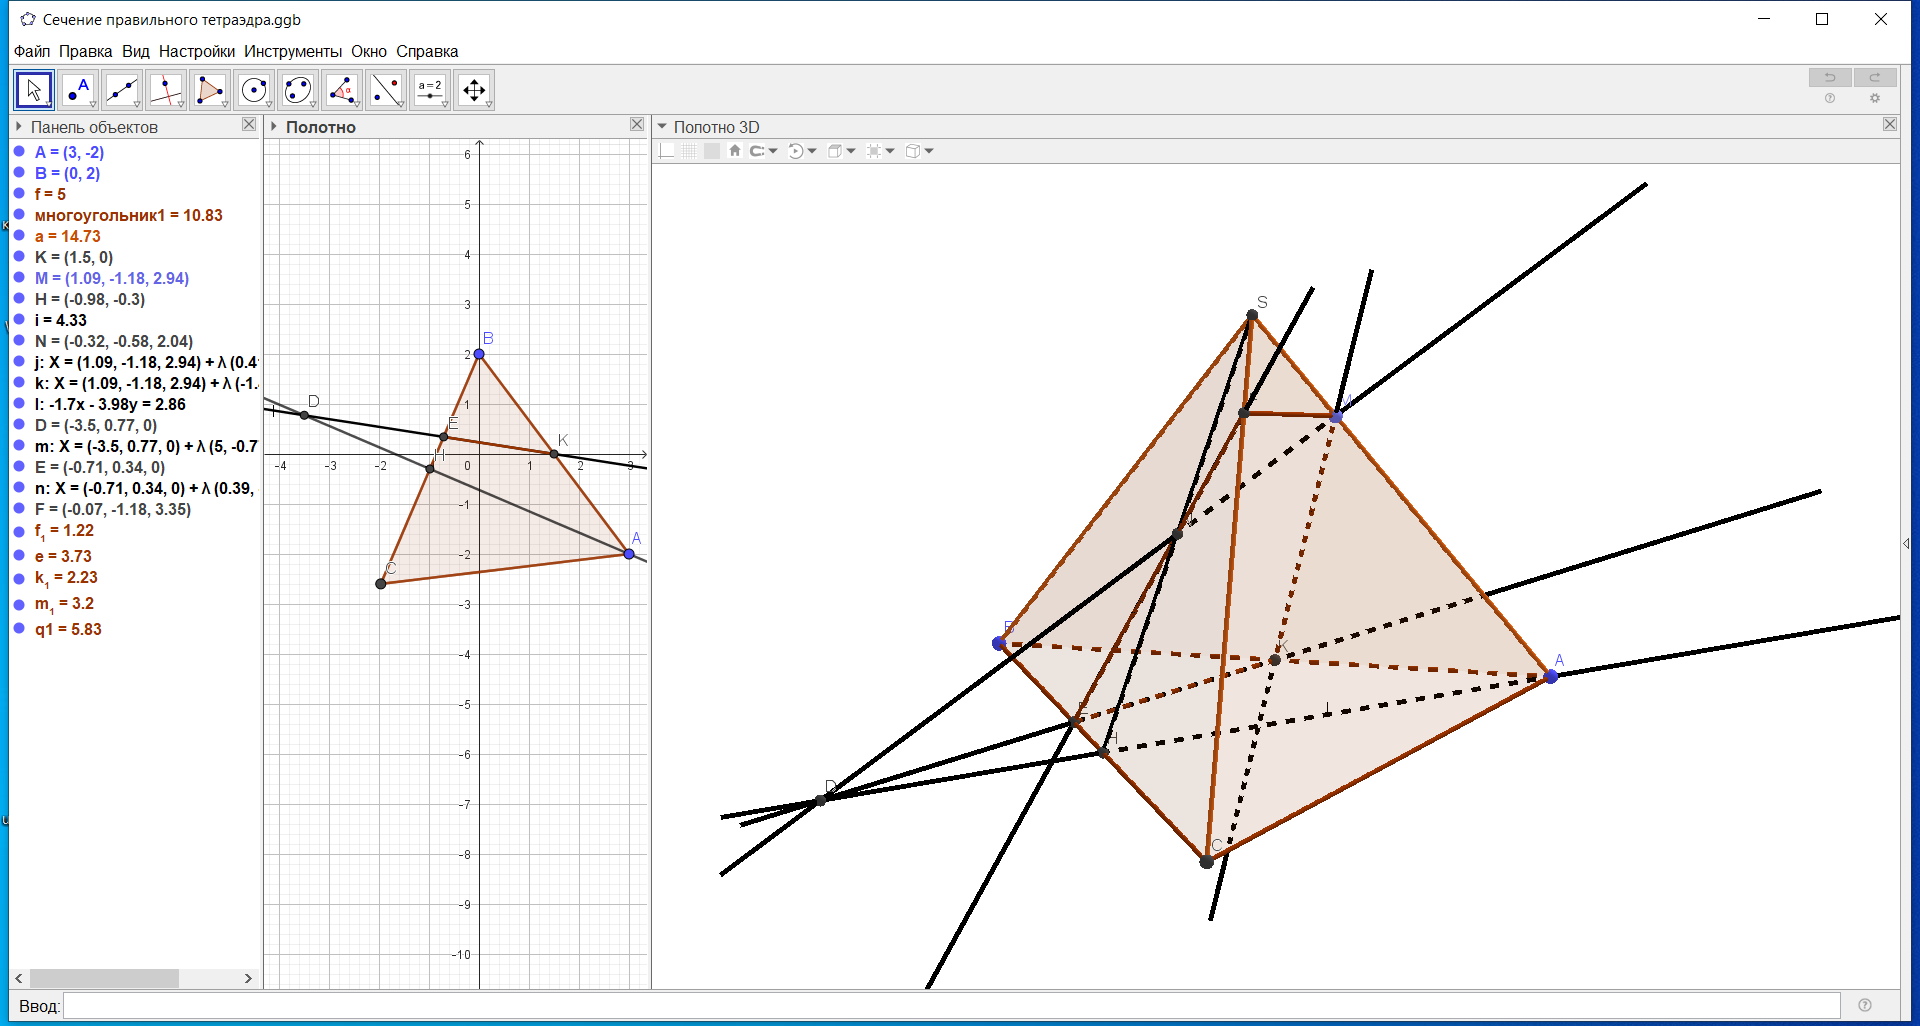 Сечение правильного тетраэдра.ggb
Файл Правка Вид Настройки Инструменты Окно Справка
A
α
a = 2
Панель объектов
Полотно
Полотно 3D
A = (3, -2)
B = (0, 2)
f = 5
многоугольник1 = 10.83
a = 14.73
K = (1.5, 0)
M = (1.09, -1.18, 2.94)
H = (-0.98, -0.3)
i = 4.33
N = (-0.32, -0.58, 2.04)
j: X = (1.09, -1.18, 2.94) + λ (0.4
k: X = (1.09, -1.18, 2.94) + λ (-1.
l: -1.7x - 3.98y = 2.86
D = (-3.5, 0.77, 0)
m: X = (-3.5, 0.77, 0) + λ (5, -0.7
E = (-0.71, 0.34, 0)
n: X = (-0.71, 0.34, 0) + λ (0.39,
F = (-0.07, -1.18, 3.35)
f₁ = 1.22
e = 3.73
k₁ = 2.23
m₁ = 3.2
q1 = 5.83
6
5
4
3
B
2
D
1
E
K
H
-4
-3
-2
0
1
2
3
-1
A
-2
C
-3
-4
-5
-6
-7
-8
-9
-10
S
M
B
K
A
E
l
H
D
C
Ввод: